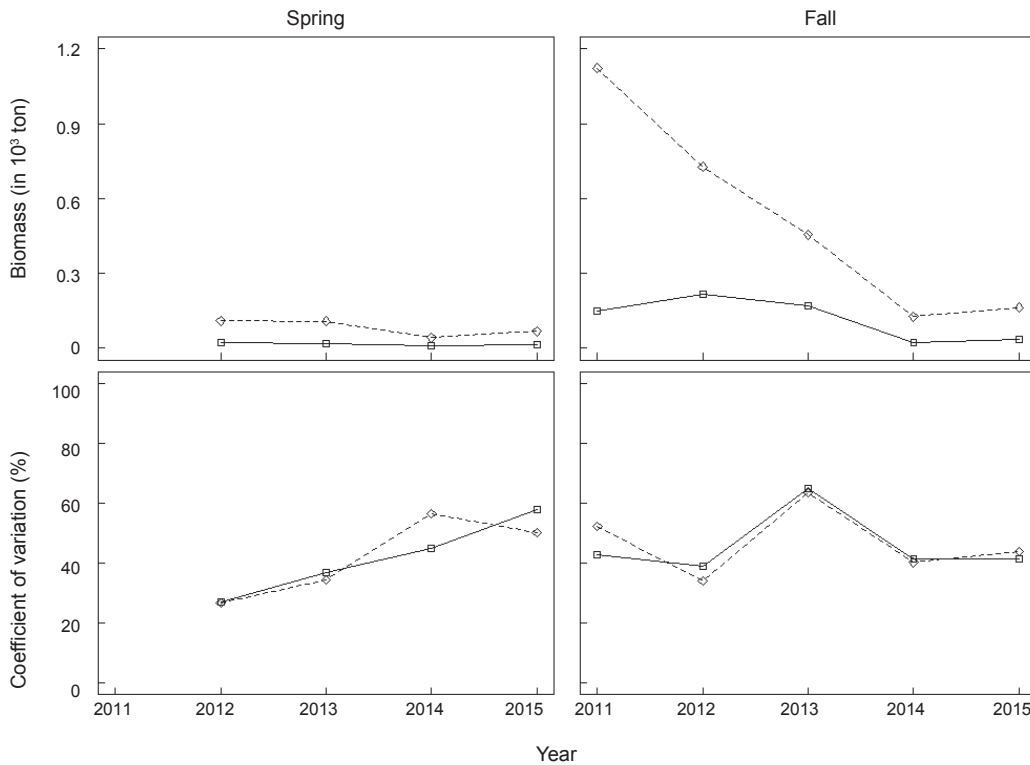 Spring
Fall
Biomass (in 10³ ton)
1.2
0.9
0.6
0.3
0
Coefficient of variation (%)
100
80
60
40
20
0
2011 2012 2013 2014 2015
2011 2012 2013 2014 2015
Year